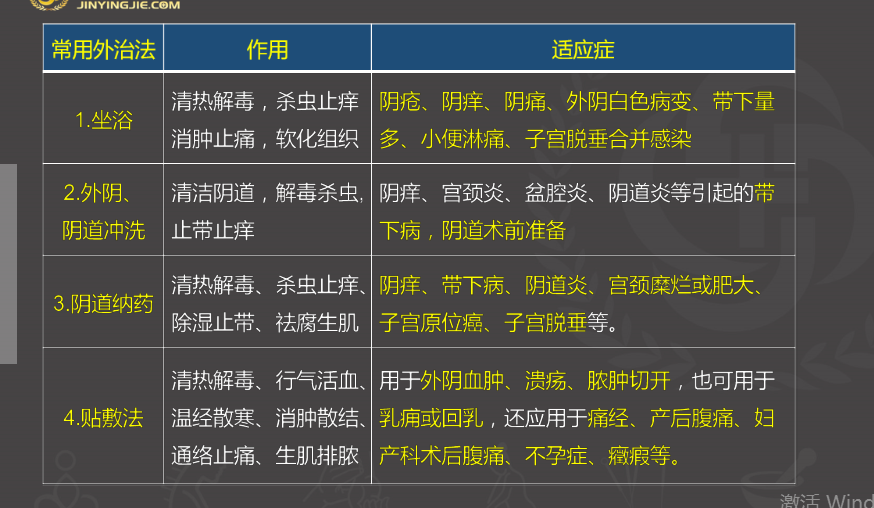 JINYINGJIE.COM
常用外治法 作用 适应症
1.坐浴
清热解毒，杀虫止痒
消肿止痛，软化组织
阴疮、阴痒、阴痛、外阴白色病变、带下量
多、小便淋痛、子宫脱垂合并感染
2.外阴、
阴道冲洗
清洁阴道，解毒杀虫,
止带止痒
阴痒、宫颈炎、盆腔炎、阴道炎等引起的带
下病，阴道术前准备
3.阴道纳药
清热解毒、杀虫止痒、
除湿止带、祛腐生肌
阴痒、带下病、阴道炎、宫颈糜烂或肥大、
子宫原位癌、子宫脱垂等。
4.贴敷法
清热解毒、行气活血、
温经散寒、消肿散结、
通络止痛、生肌排脓
用于外阴血肿、溃疡、脓肿切开，也可用于
乳痈或回乳，还应用于痛经、产后腹痛、妇
产科术后腹痛、不孕症、癥瘕等。
激活 Wind